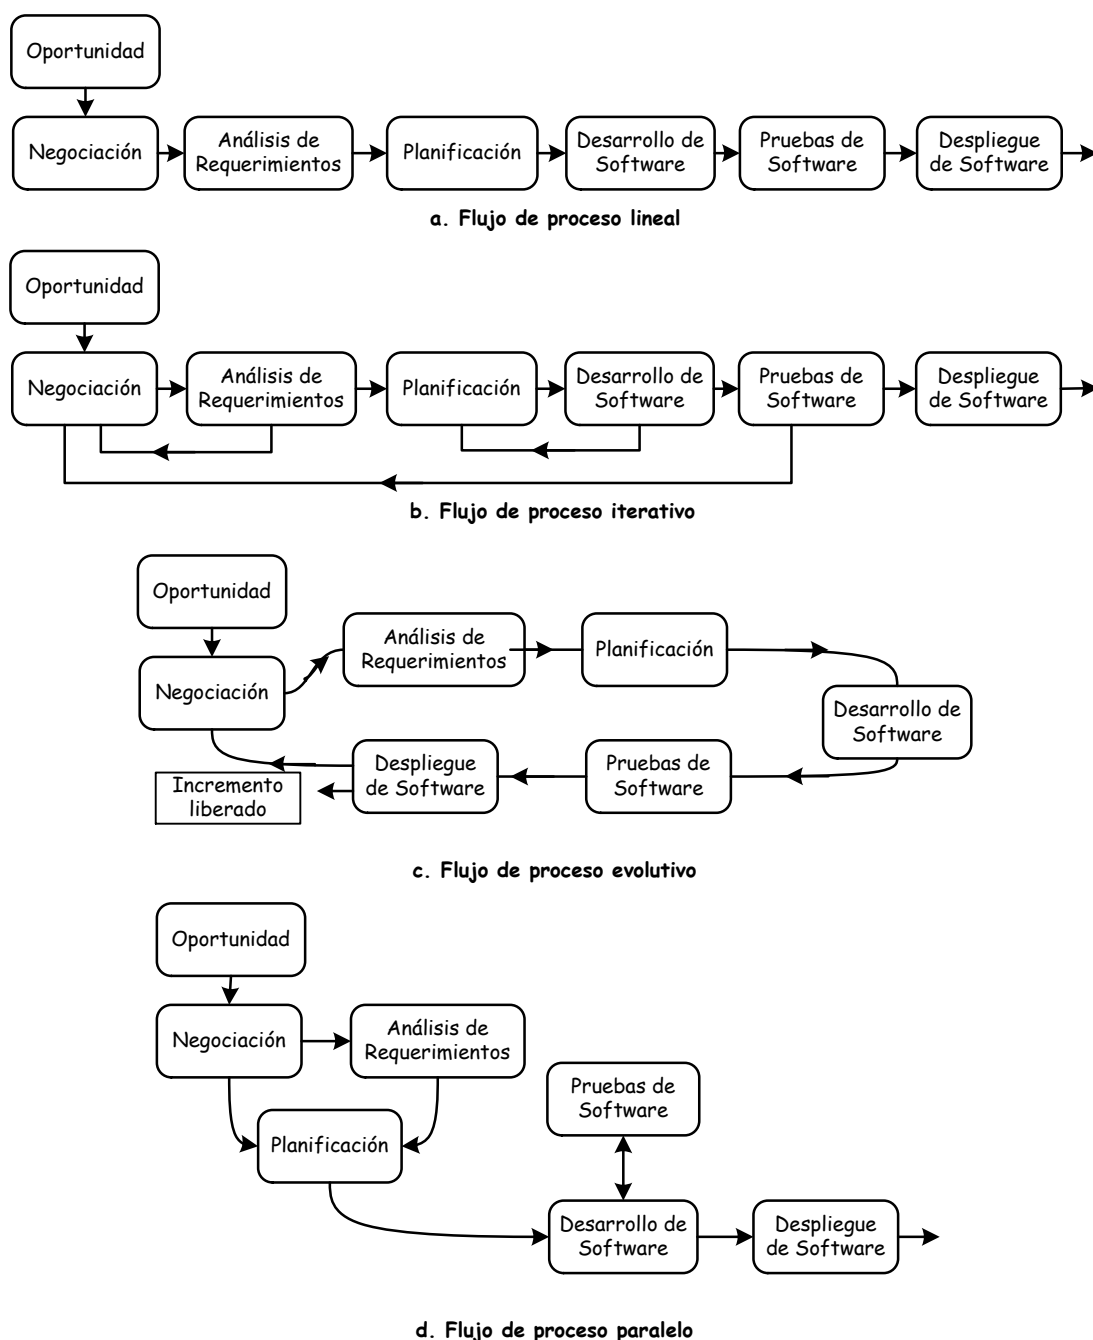 Oportunidad
Negociación
Análisis de
Requerimientos
Planificación
Desarrollo de
Software
Pruebas de
Software
Despliegue
de Software
a. Flujo de proceso lineal
Oportunidad
Negociación
Análisis de
Requerimientos
Planificación
Desarrollo de
Software
Pruebas de
Software
Despliegue
de Software
b. Flujo de proceso iterativo
Oportunidad
Negociación
Análisis de
Requerimientos
Planificación
Desarrollo de
Software
Pruebas de
Software
Despliegue
de Software
Incremento
liberado
c. Flujo de proceso evolutivo
Oportunidad
Negociación
Análisis de
Requerimientos
Planificación
Pruebas de
Software
Desarrollo de
Software
Despliegue
de Software
d. Flujo de proceso paralelo